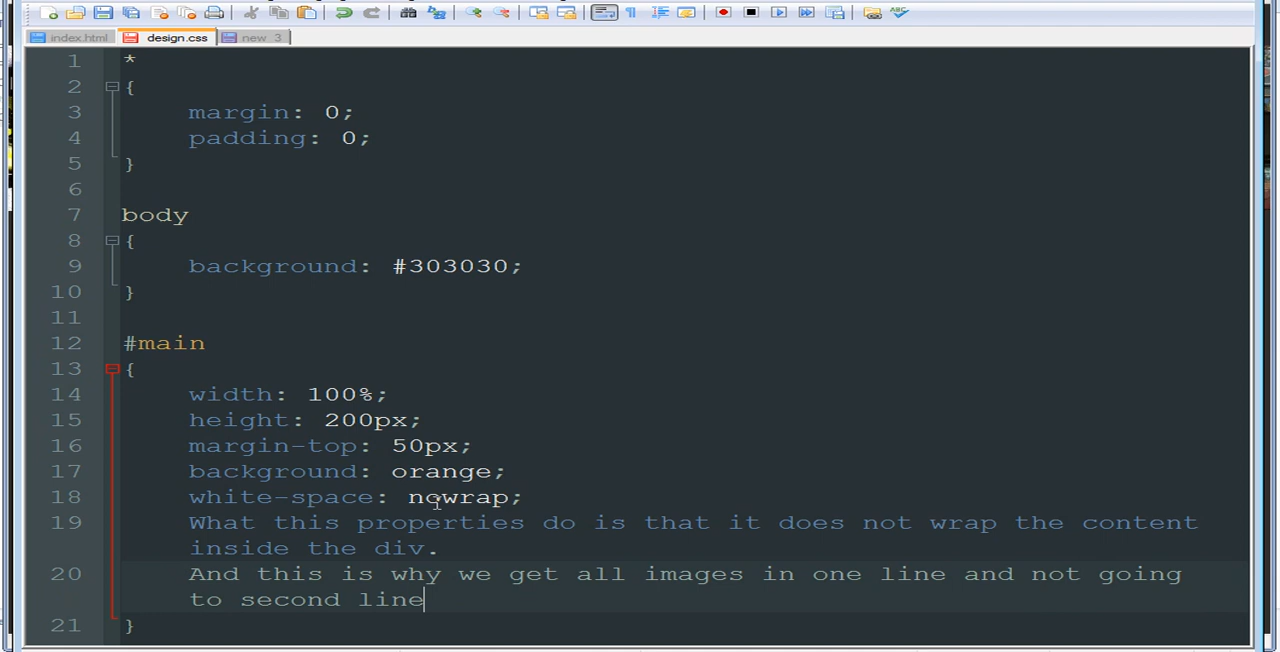 index.html design.css new 3
1 *
2 {
3 margin: 0;
4 padding: 0;
5 }
6
7 body
8 {
9 background: #303030;
10 }
11
12 #main
13 {
14 width: 100%;
15 height: 200px;
16 margin-top: 50px;
17 background: orange;
18 white-space: nowrap;
19 What this properties do is that it does not wrap the content
inside the div.
20 And this is why we get all images in one line and not going
to second line
21 }